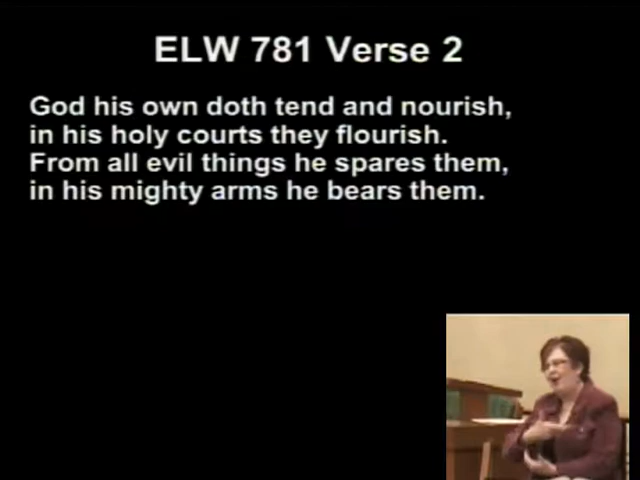 ELW 781 Verse 2
God his own doth tend and nourish,
in his holy courts they flourish.
From all evil things he spares them,
in his mighty arms he bears them.